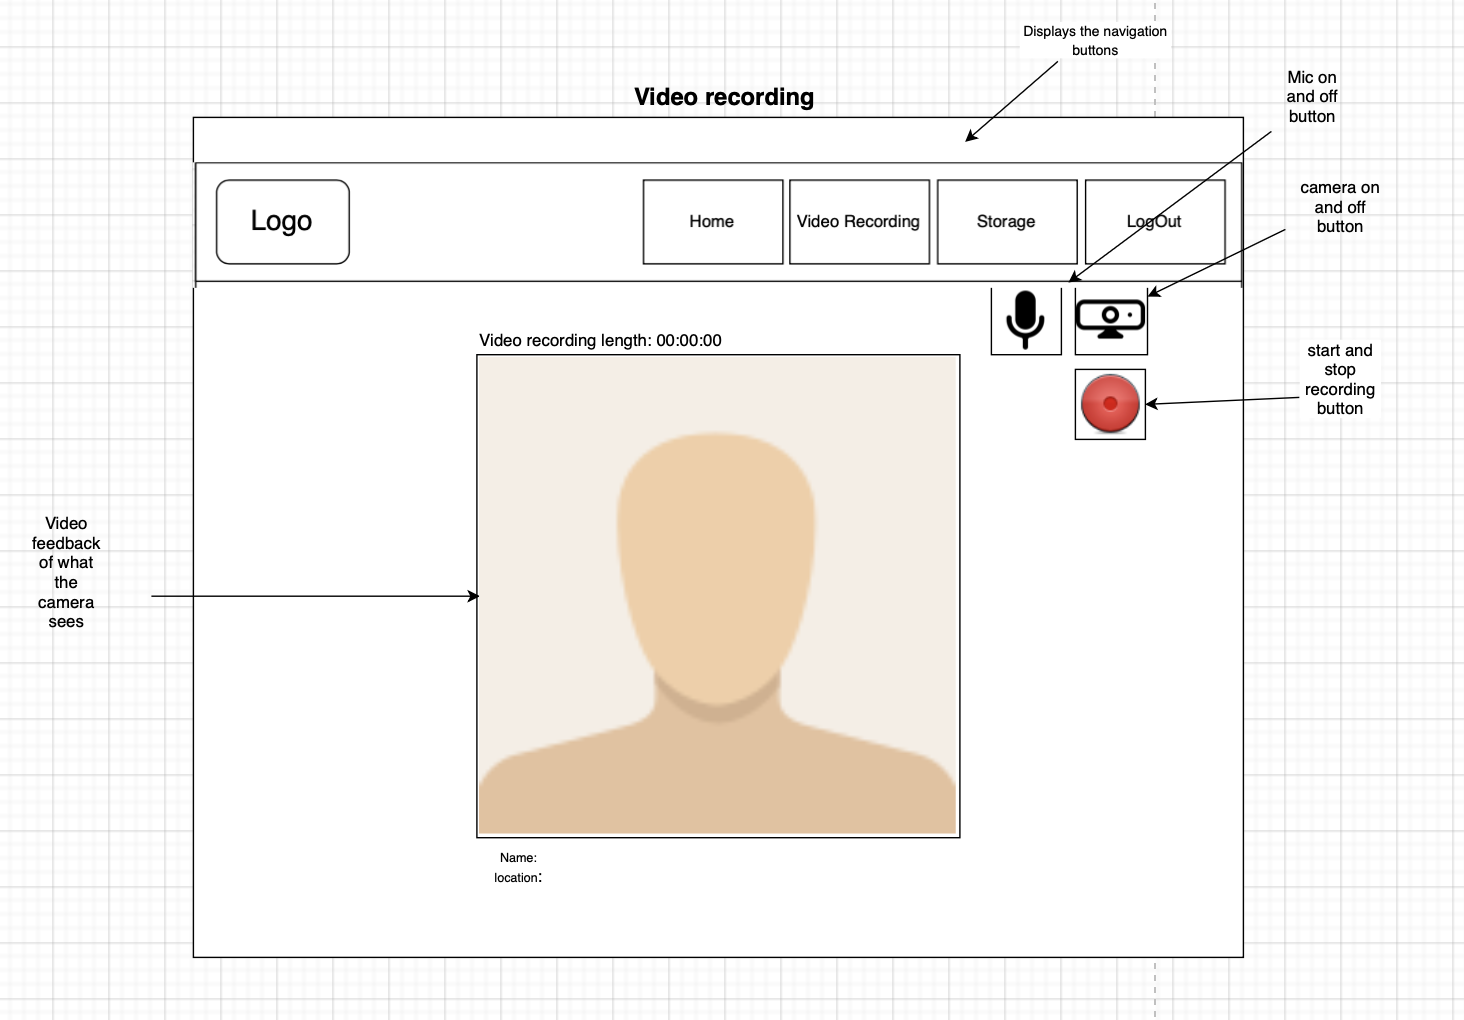 Displays the navigation
buttons
Video recording
Mic on
and off
button
Logo
Home
Video Recording
Storage
LogOut
camera on
and off
button
Video recording length: 00:00:00
start and
stop
recording
button
Video
feedback
of what
the
camera
sees
Name:
location: